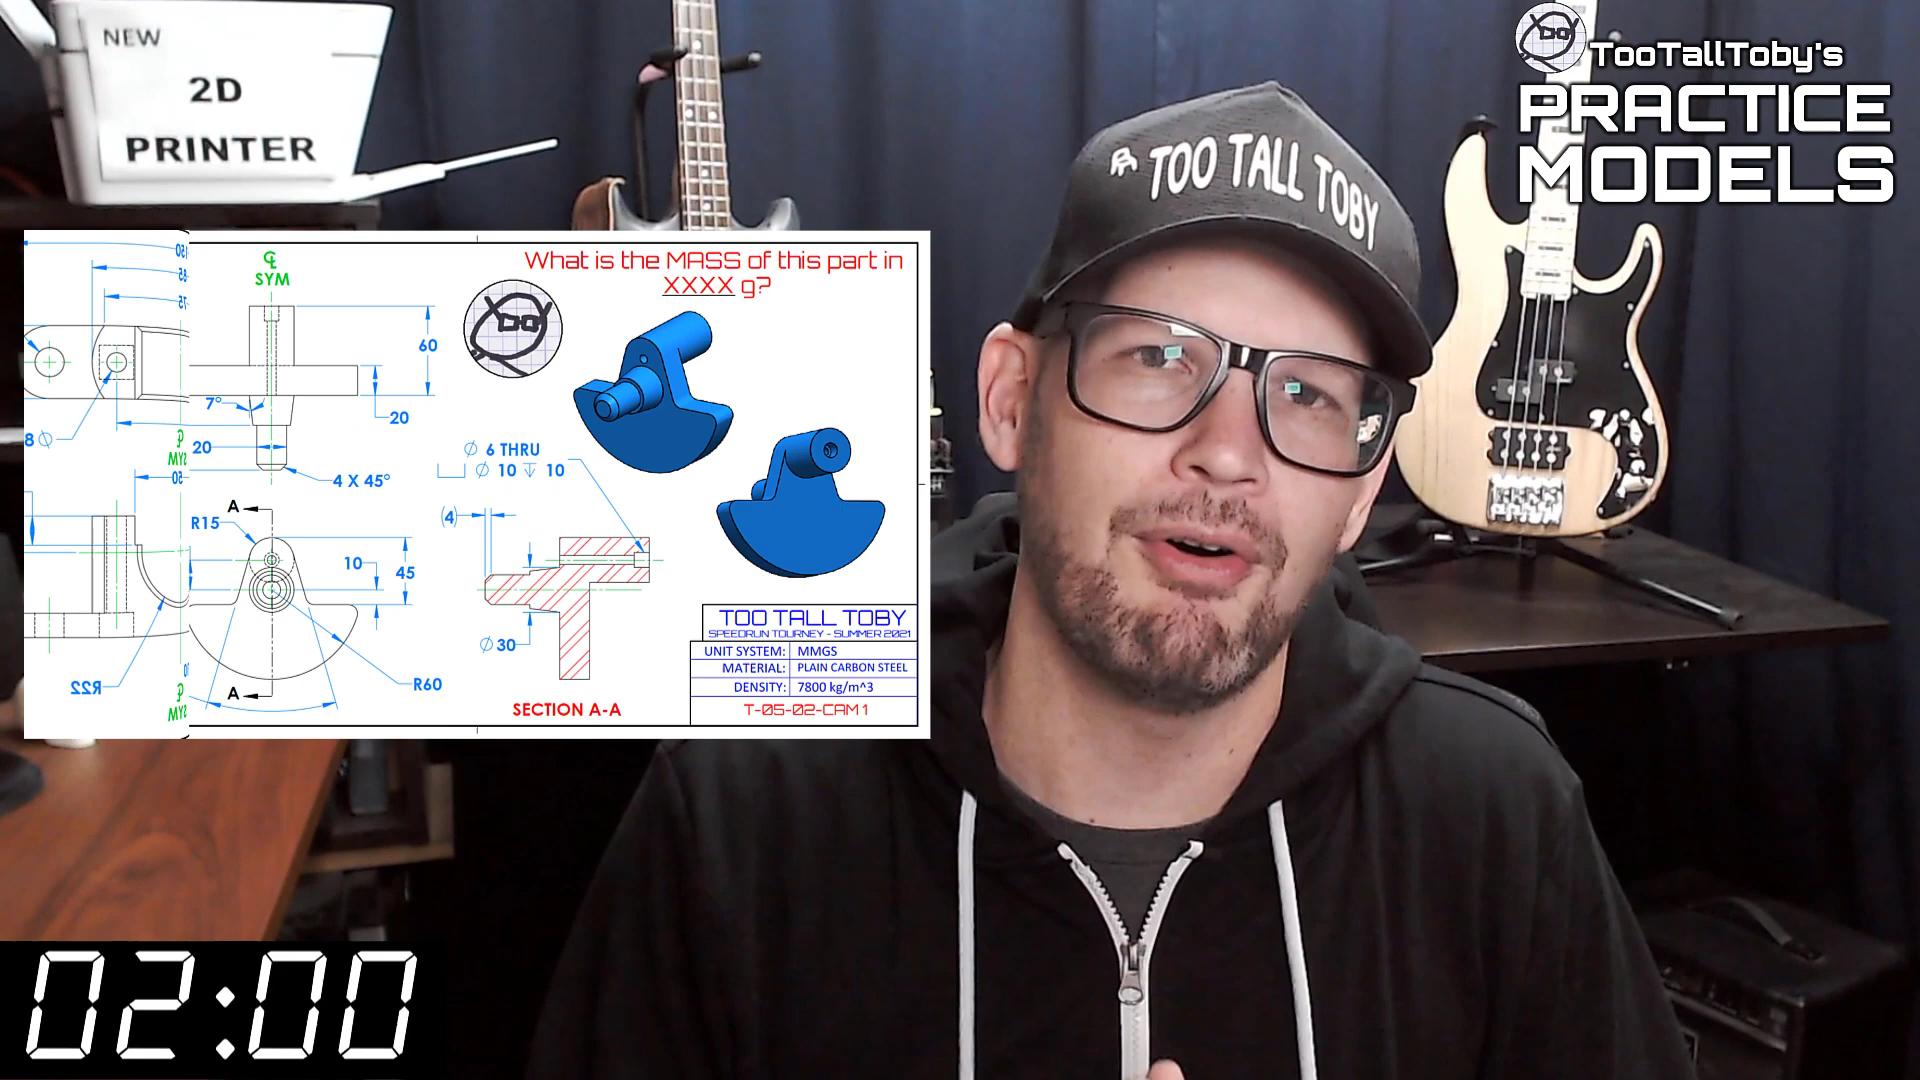 NEW
2D
PRINTER
TooTallToby's
PRACTICE
MODELS
TOO TALL TOBY
What is the MASS of this part in
XXXX g?
℄
SYM
60
20
7°
20
4 X 45°
8
∅ 6 THRU
⌴ ∅ 10 ↧ 10
A
R15
10
45
(4)
∅ 30
R22
A
R60
SECTION A-A
TOO TALL TOBY
SPEEDRUN TOURNEY - SUMMER 2021
UNIT SYSTEM: MMGS
MATERIAL: PLAIN CARBON STEEL
DENSITY: 7800 kg/m^3
T-05-02-CAM 1
02:00